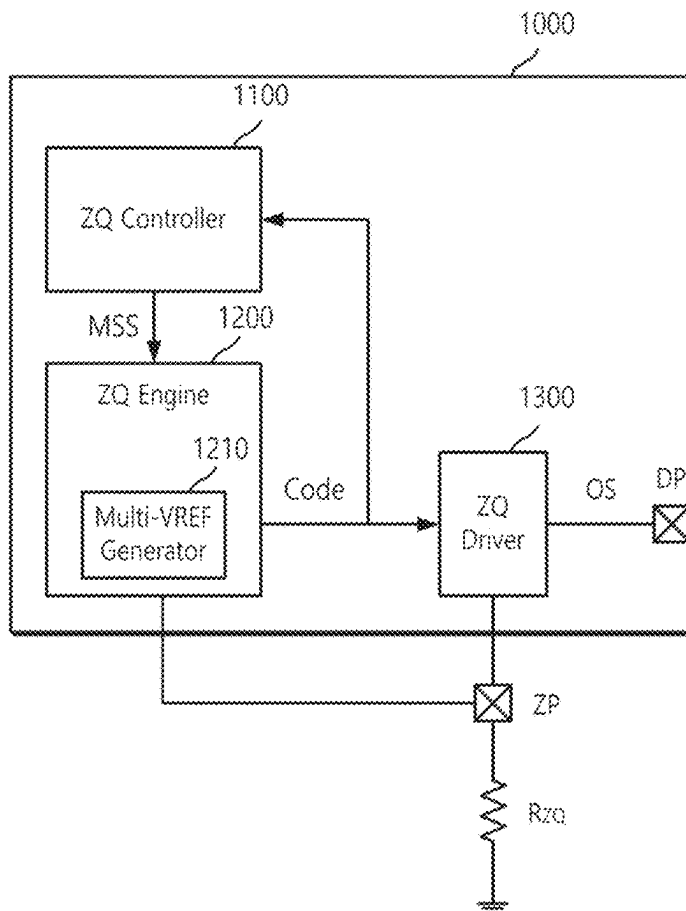 1000
1100
ZQ Controller
MSS
1200
ZQ Engine
1210
Multi-VREF
Generator
Code
1300
ZQ
Driver
OS
DP
ZP
RZQ